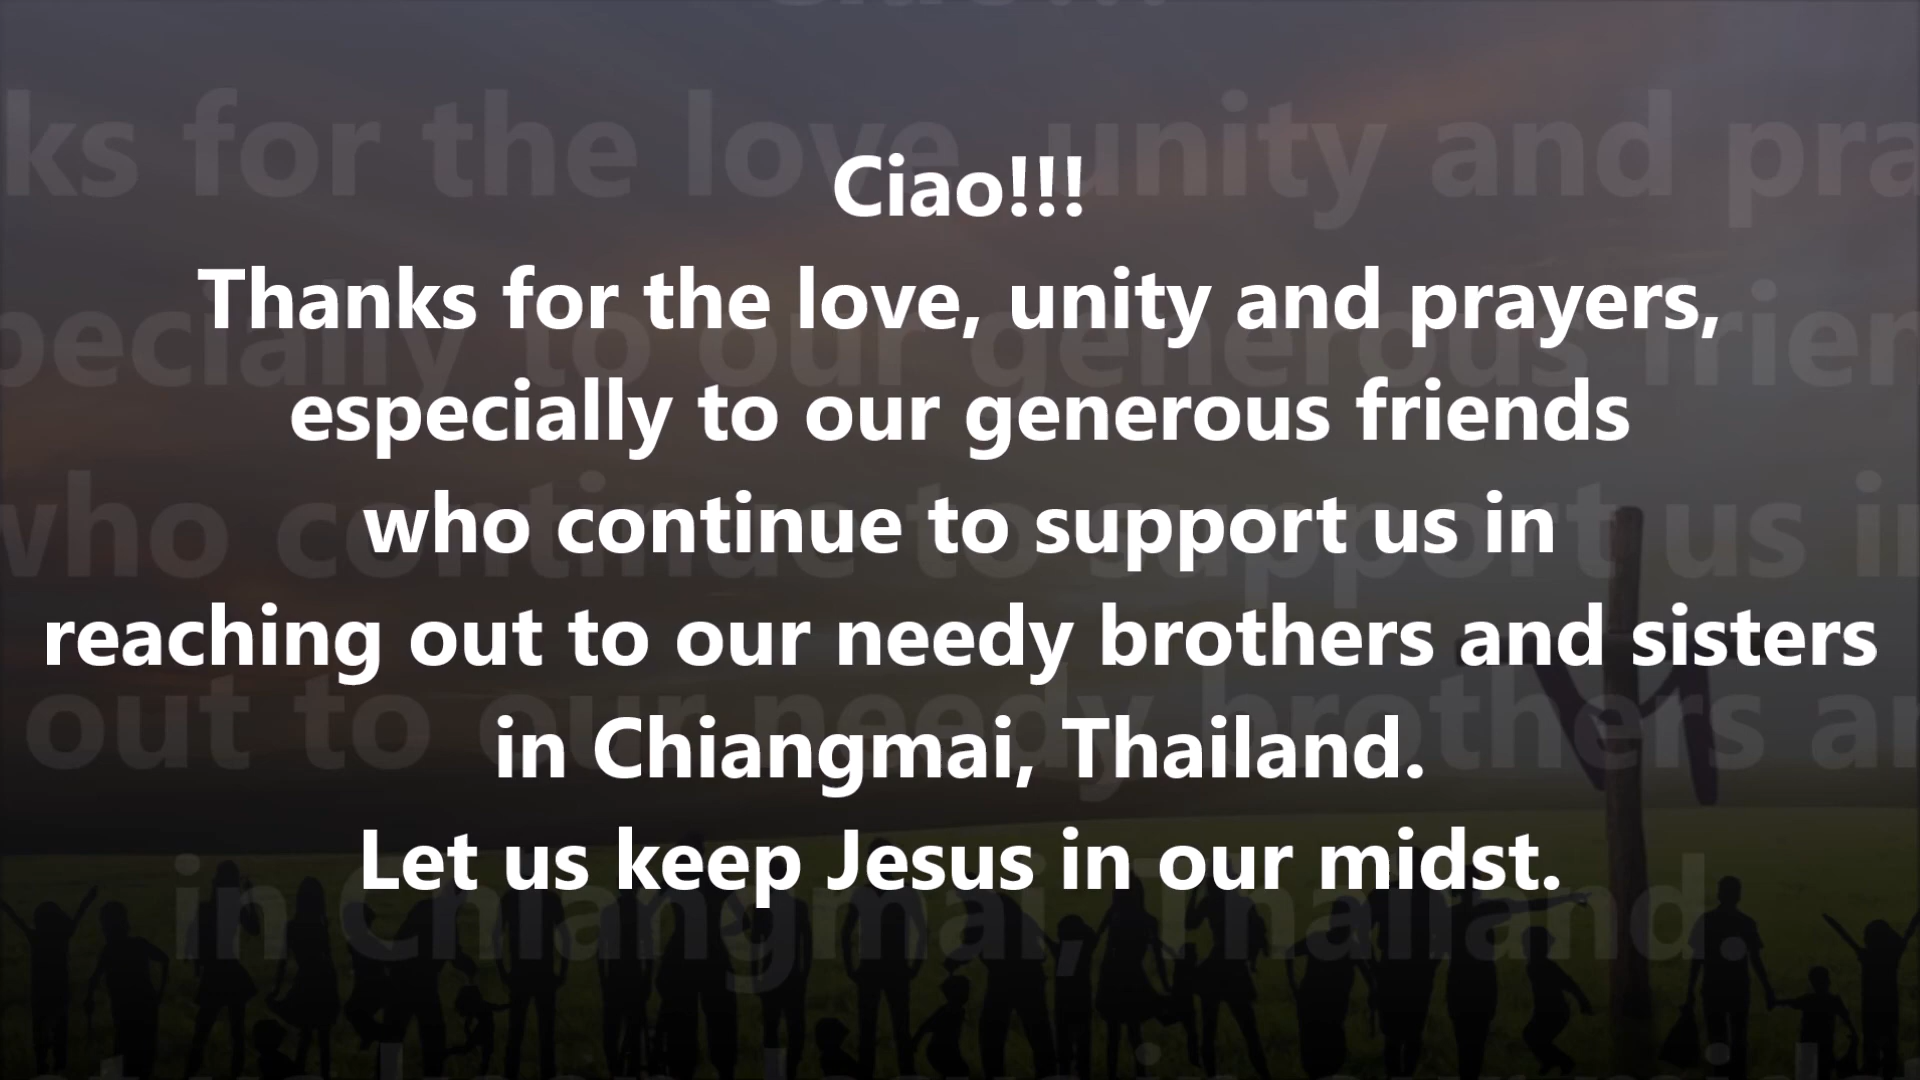 Ciao!!!
Thanks for the love, unity and prayers,
especially to our generous friends
who continue to support us in
reaching out to our needy brothers and sisters
in Chiangmai, Thailand.
Let us keep Jesus in our midst.